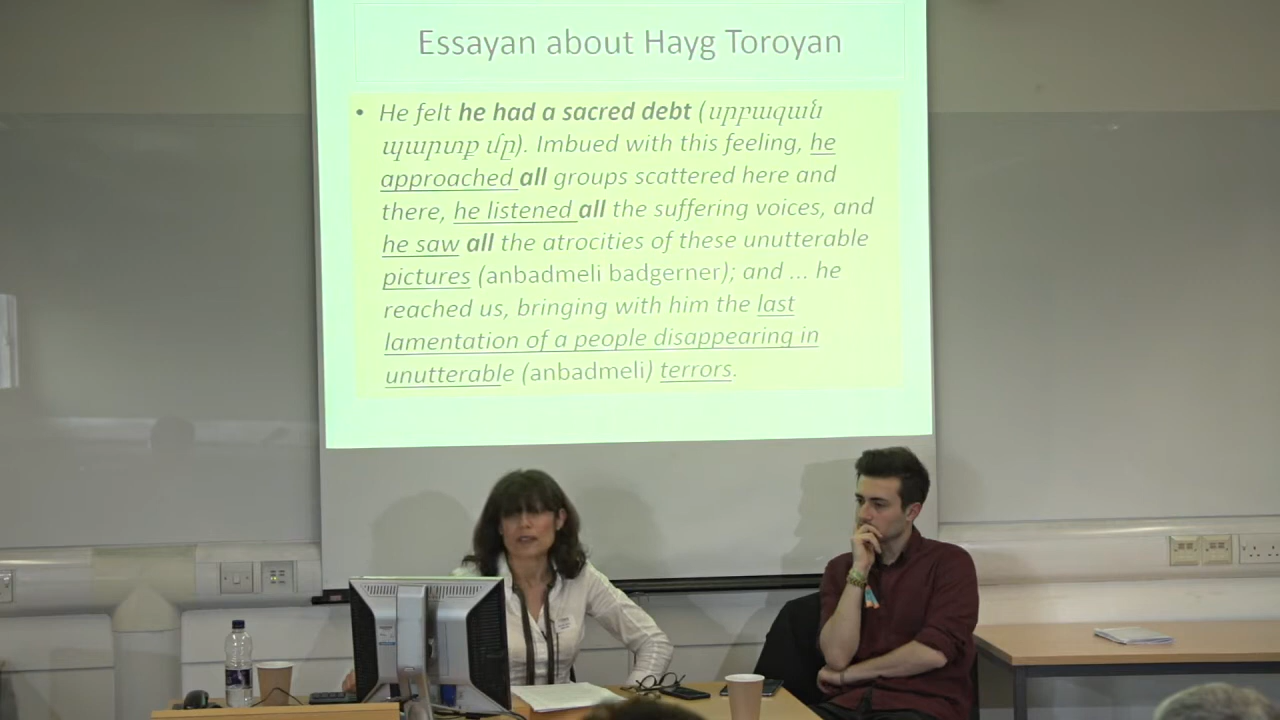 Essayan about Hayg Toroyan
• He felt he had a sacred debt (սրբազան
պարտք մը). Imbued with this feeling, he
approached all groups scattered here and
there, he listened all the suffering voices, and
he saw all the atrocities of these unutterable
pictures (anbadmeli badgerner); and ... he
reached us, bringing with him the last
lamentation of a people disappearing in
unutterable (anbadmeli) terrors.